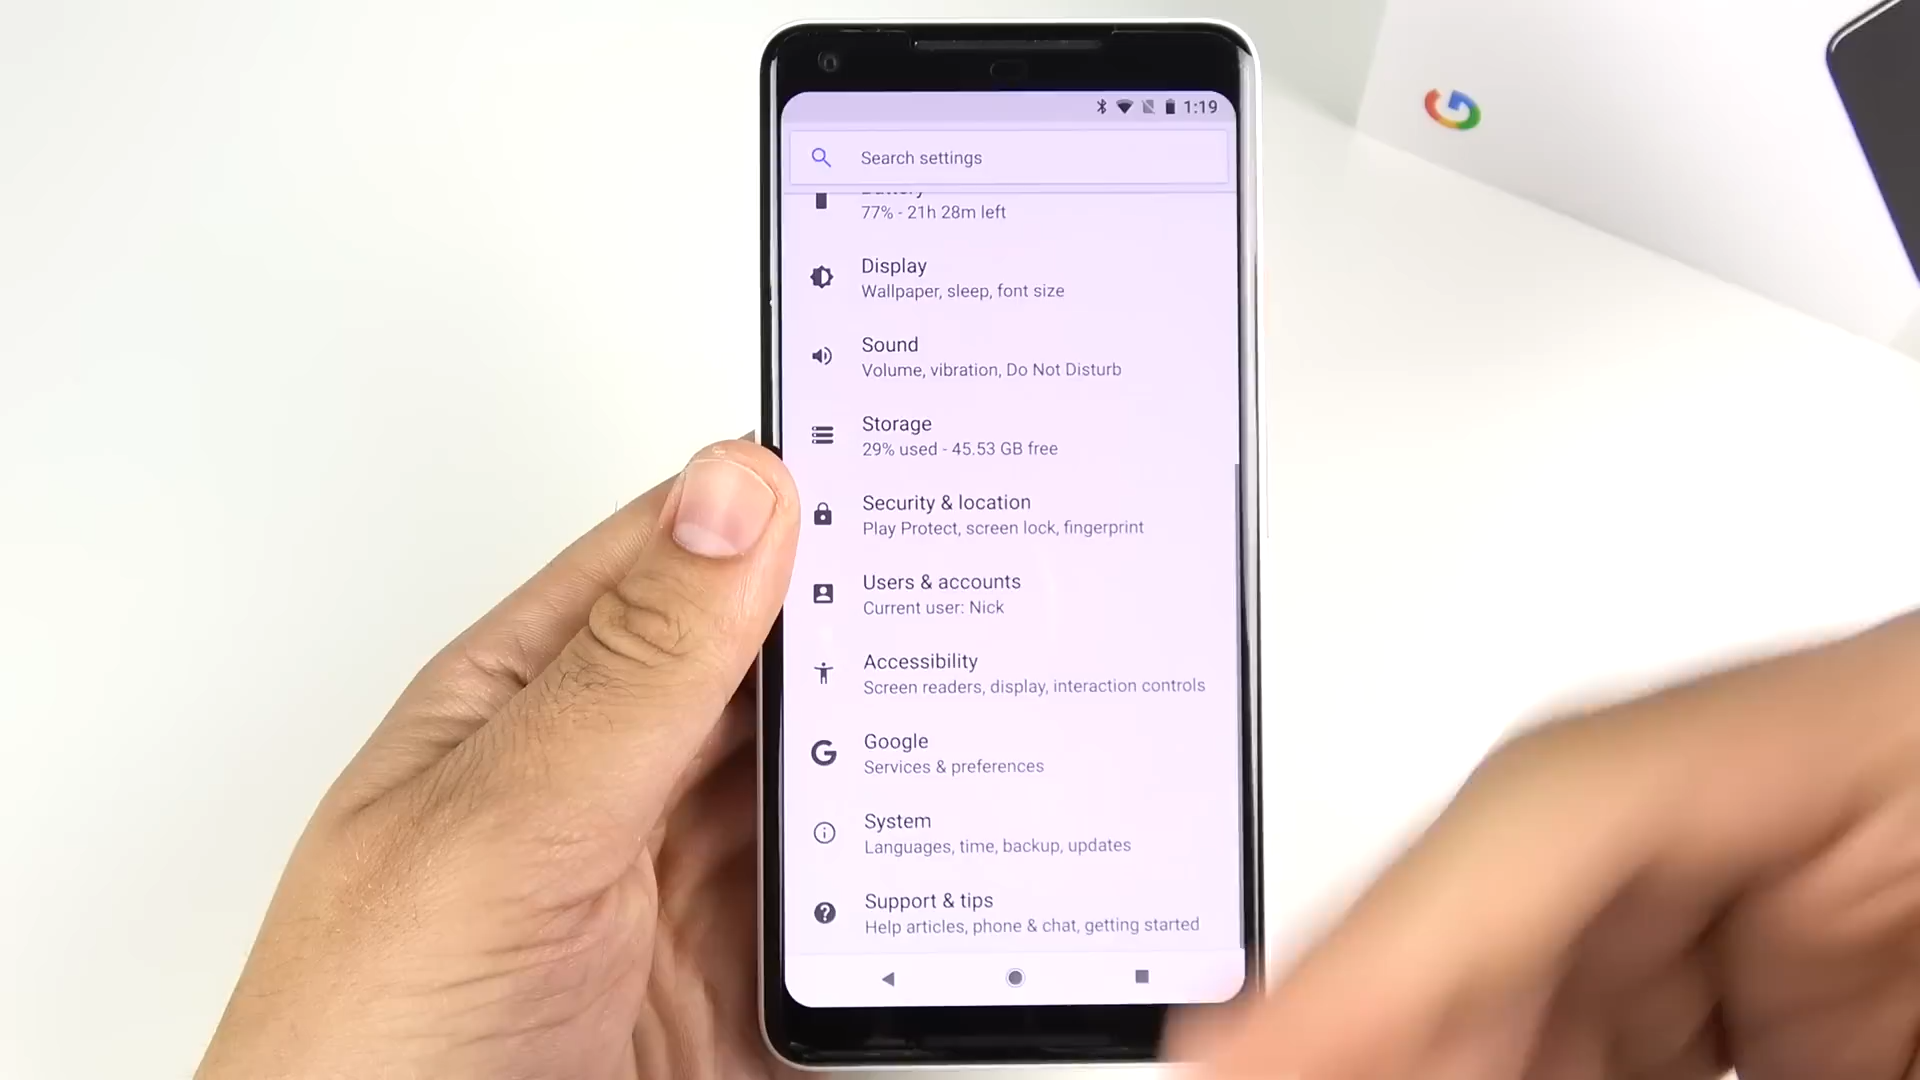 1:19
Search settings
Battery
77% - 21h 28m left
Display
Wallpaper, sleep, font size
Sound
Volume, vibration, Do Not Disturb
Storage
29% used - 45.53 GB free
Security & location
Play Protect, screen lock, fingerprint
Users & accounts
Current user: Nick
Accessibility
Screen readers, display, interaction controls
Google
Services & preferences
System
Languages, time, backup, updates
Support & tips
Help articles, phone & chat, getting started